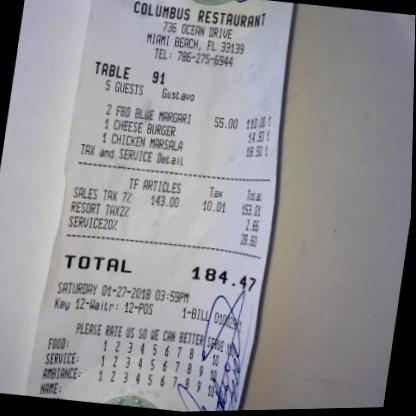 COLUMBUS RESTAURANT
736 OCEAN DRIVE
MIAMI BEACH, FL 33139
TEL: 786-275-6944
TABLE 91
5 GUESTS Gustavo
2 FBO BLUE MARGARI 55.00 110.00 1
1 CHEESE BURGER 14.50 1
1 CHICKEN MARSALA 18.50 1
TAX and SERVICE Detail
TF ARTICLES Tax Total
SALES TAX 7% 143.00 10.01 153.01
RESORT TAX2% 2.86
SERVICE20% 28.60
TOTAL 184.47
SATURDAY 01-27-2018 03:59PM
Key 12-Waitr: 12-POS 1-BILL
PLEASE RATE US SO WE CAN BETTER SERVE
FOOD: 1 2 3 4 5 6 7 8 9 10
SERVICE: 1 2 3 4 5 6 7 8 9 10
AMBIANCE: 1 2 3 4 5 6 7 8 9 10
NAME: